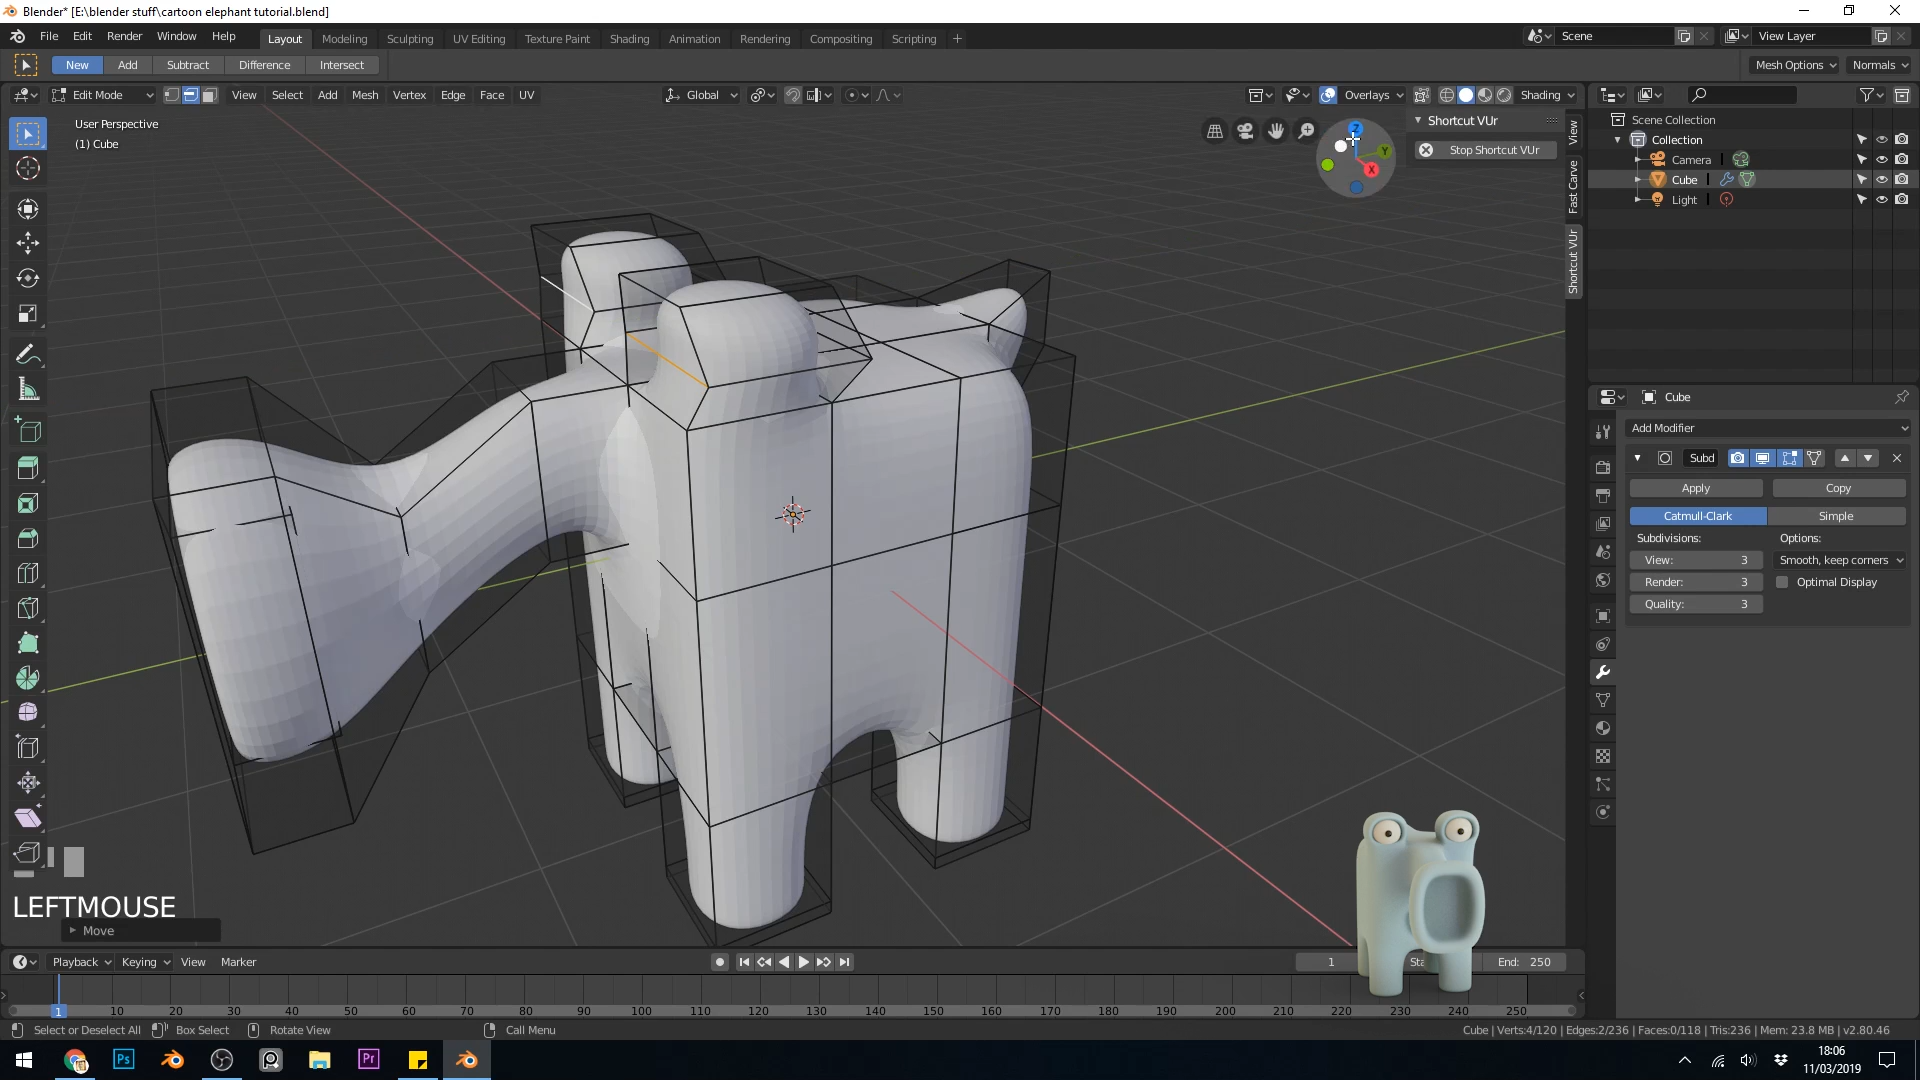 Blender* [E:\blender stuff\cartoon elephant tutorial.blend]
File Edit Render Window Help Layout Modeling Sculpting UV Editing Texture Paint Shading Animation Rendering Compositing Scripting + Scene View Layer
New Add Subtract Difference Intersect Mesh Options Normals
Edit Mode View Select Add Mesh Vertex Edge Face UV Global Overlays Shading
User Perspective
(1) Cube
Z
Y
X
Shortcut VUr
Stop Shortcut VUr
View
Fast Carve
Shortcut VUr
Scene Collection
Collection
Camera
Cube
Light
Cube
Add Modifier
Subd
Apply Copy
Catmull-Clark Simple
Subdivisions: Options:
View: 3 Smooth, keep corners
Render: 3 Optimal Display
Quality: 3
LEFTMOUSE
Move
Playback Keying View Marker 1 Sta End: 250
1 10 20 30 40 50 60 70 80 90 100 110 120 130 140 150 160 170 180 190 200 210 220 230 240 250
Select or Deselect All Box Select Rotate View Call Menu Cube | Verts:4/120 | Edges:2/236 | Faces:0/118 | Tris:236 | Mem: 23.8 MB | v2.80.46
Ps Pr
18:06
11/03/2019